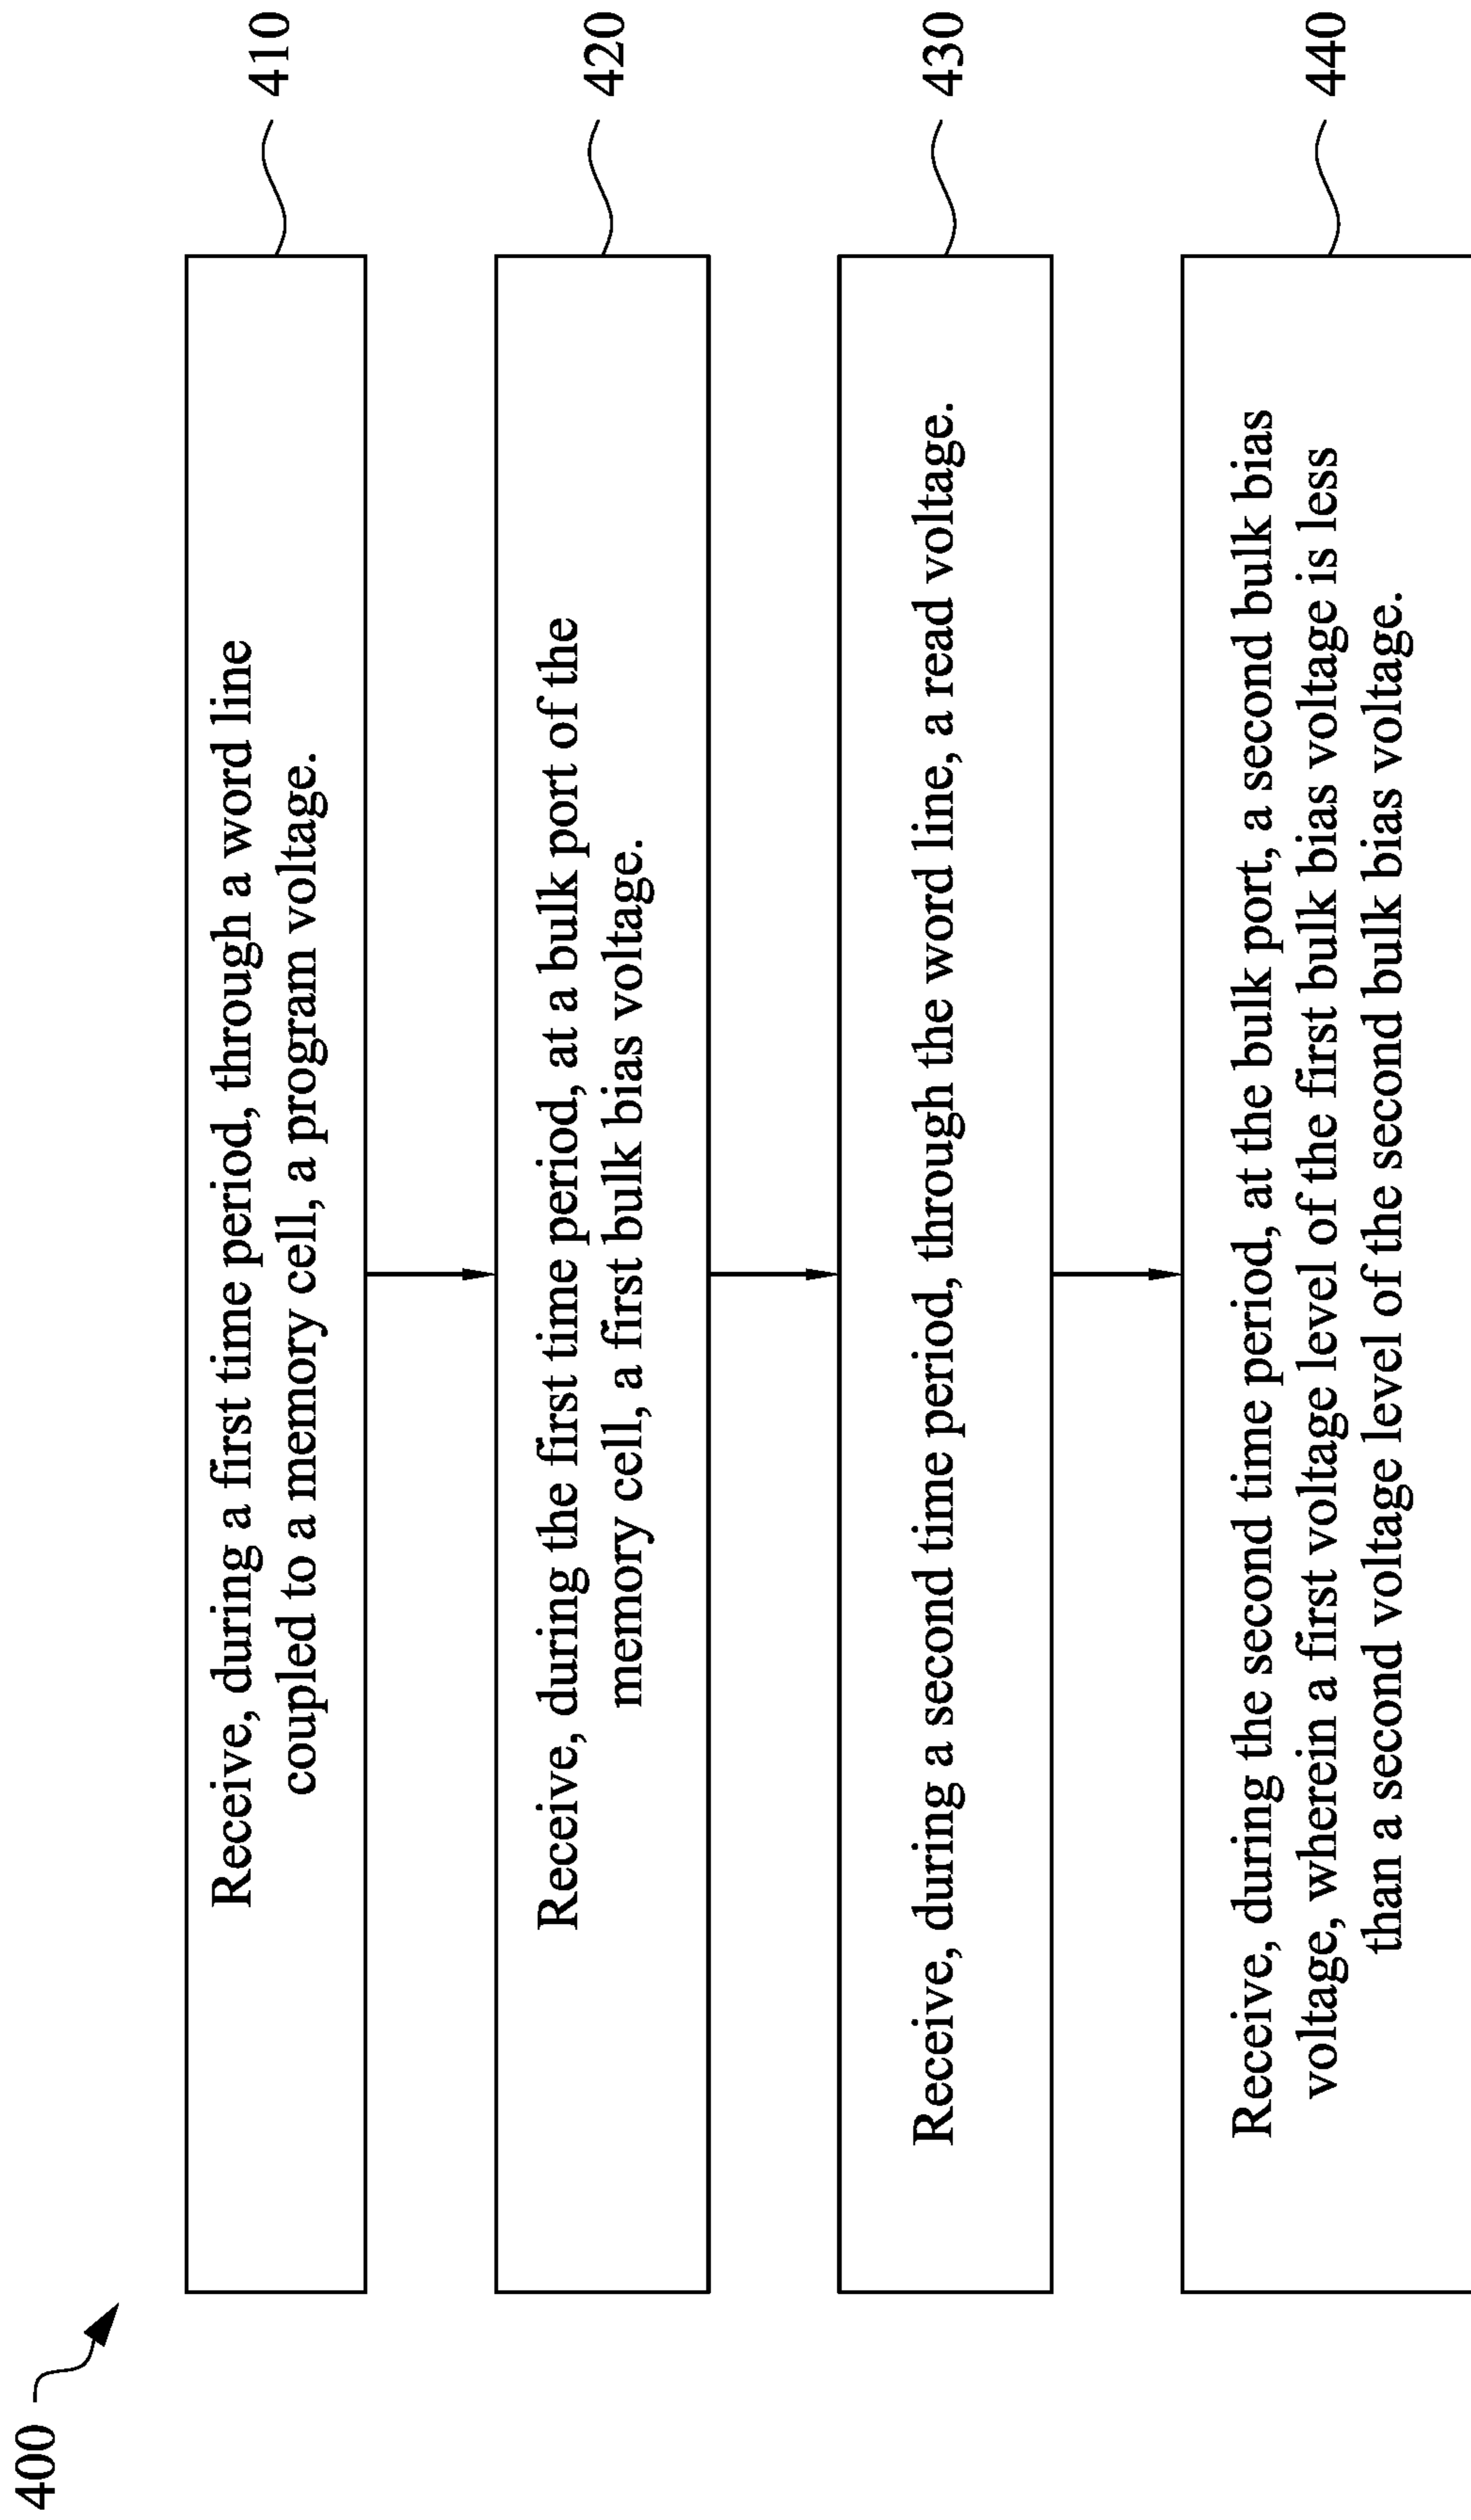 400
Receive, during a first time period, through a word line
coupled to a memory cell, a program voltage.
410
Receive, during the first time period, at a bulk port of the
memory cell, a first bulk bias voltage.
420
Receive, during a second time period, through the word line, a read voltage.
430
Receive, during the second time period, at the bulk port, a second bulk bias
voltage, wherein a first voltage level of the first bulk bias voltage is less
than a second voltage level of the second bulk bias voltage.
440